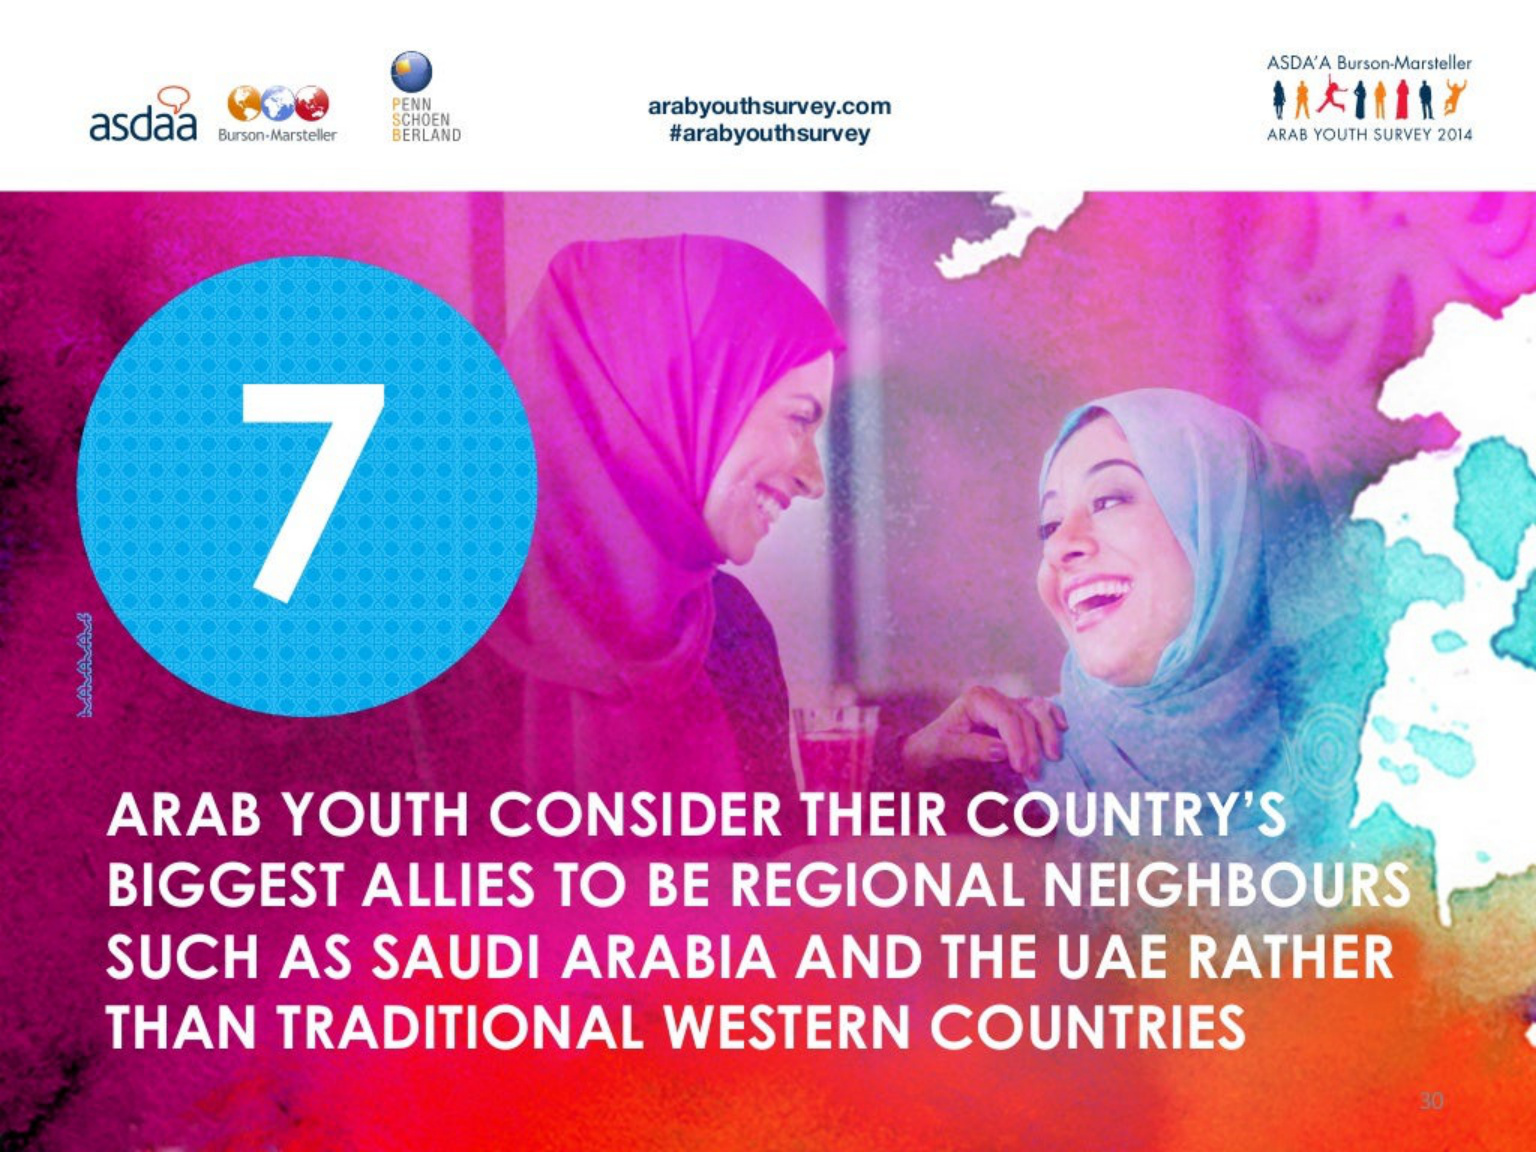 asdaa
Burson-Marsteller
PENN
SCHOEN
BERLAND
arabyouthsurvey.com
#arabyouthsurvey
ASDA'A Burson-Marsteller
ARAB YOUTH SURVEY 2014
7
ARAB YOUTH CONSIDER THEIR COUNTRY'S
BIGGEST ALLIES TO BE REGIONAL NEIGHBOURS
SUCH AS SAUDI ARABIA AND THE UAE RATHER
THAN TRADITIONAL WESTERN COUNTRIES
30